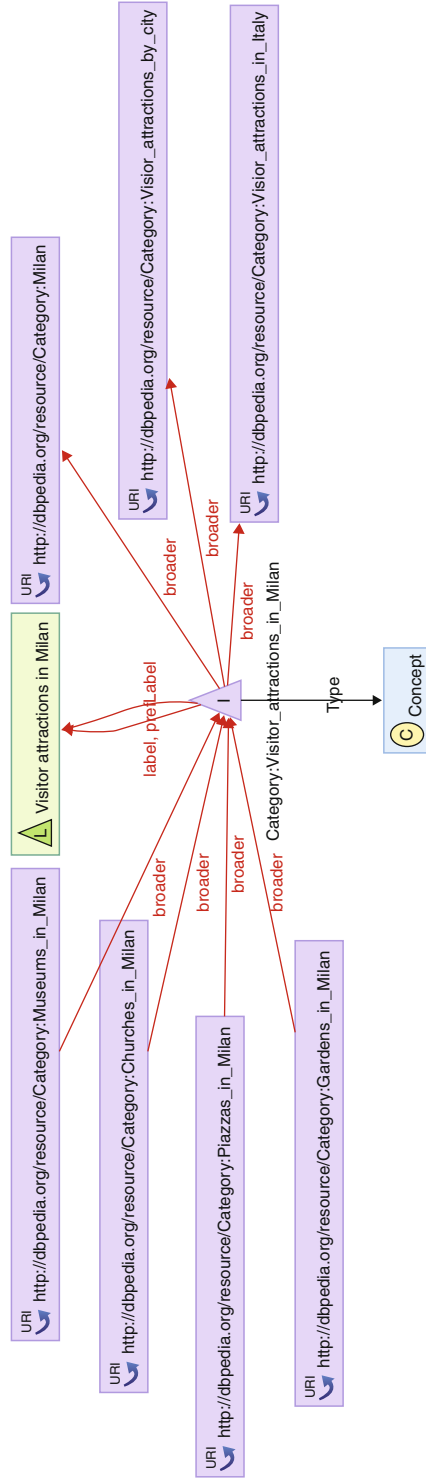 URI
http://dbpedia.org/resource/Category:Museums_in_Milan
L
Visitor attractions in Milan
URI
http://dbpedia.org/resource/Category:Milan
URI
http://dbpedia.org/resource/Category:Churches_in_Milan
URI
http://dbpedia.org/resource/Category:Visior_attractions_by_city
URI
http://dbpedia.org/resource/Category:Piazzas_in_Milan
URI
http://dbpedia.org/resource/Category:Visior_attractions_in_Italy
URI
http://dbpedia.org/resource/Category:Gardens_in_Milan
broader
broader
broader
broader
label, prefLabel
broader
broader
broader
I
Category:Visitor_attractions_in_Milan
Type
C
Concept